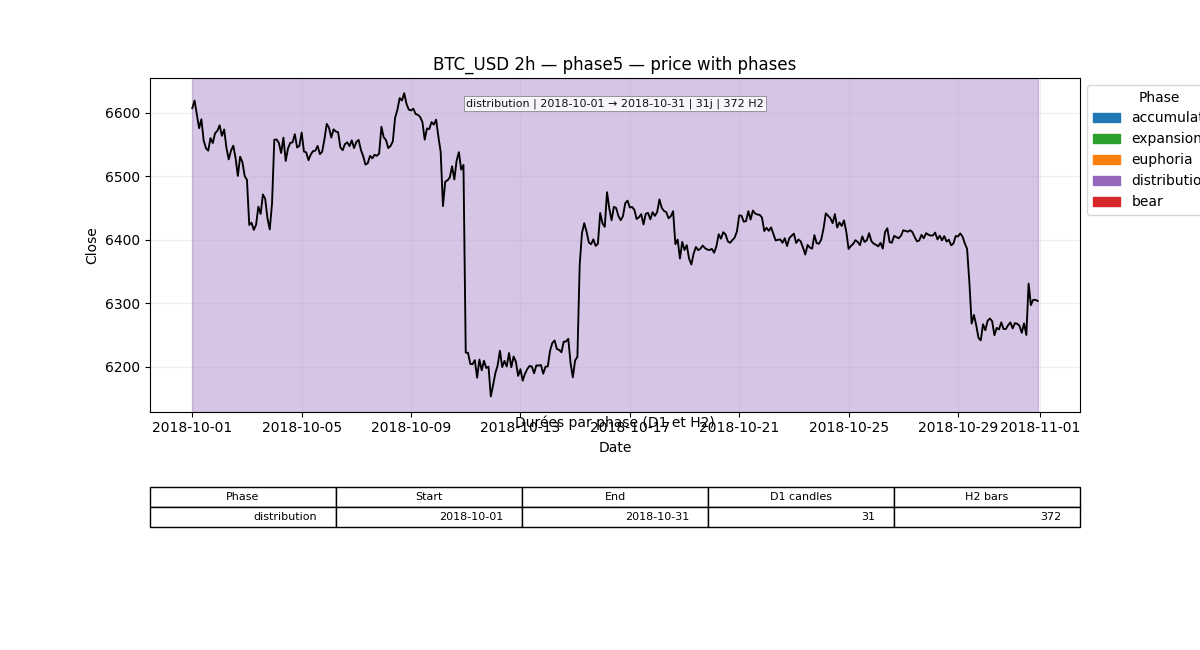 BTC_USD 2h — phase5 — price with phases
distribution | 2018-10-01 → 2018-10-31 | 31j | 372 H2
Phase
accumulat
expansion
euphoria
distributio
bear
Close
6600
6500
6400
6300
6200
2018-10-01 2018-10-05 2018-10-09 2018-10-13 2018-10-17 2018-10-21 2018-10-25 2018-10-29 2018-11-01
Durées par phase (D1 et H2)
Date
Phase Start End D1 candles H2 bars
distribution 2018-10-01 2018-10-31 31 372